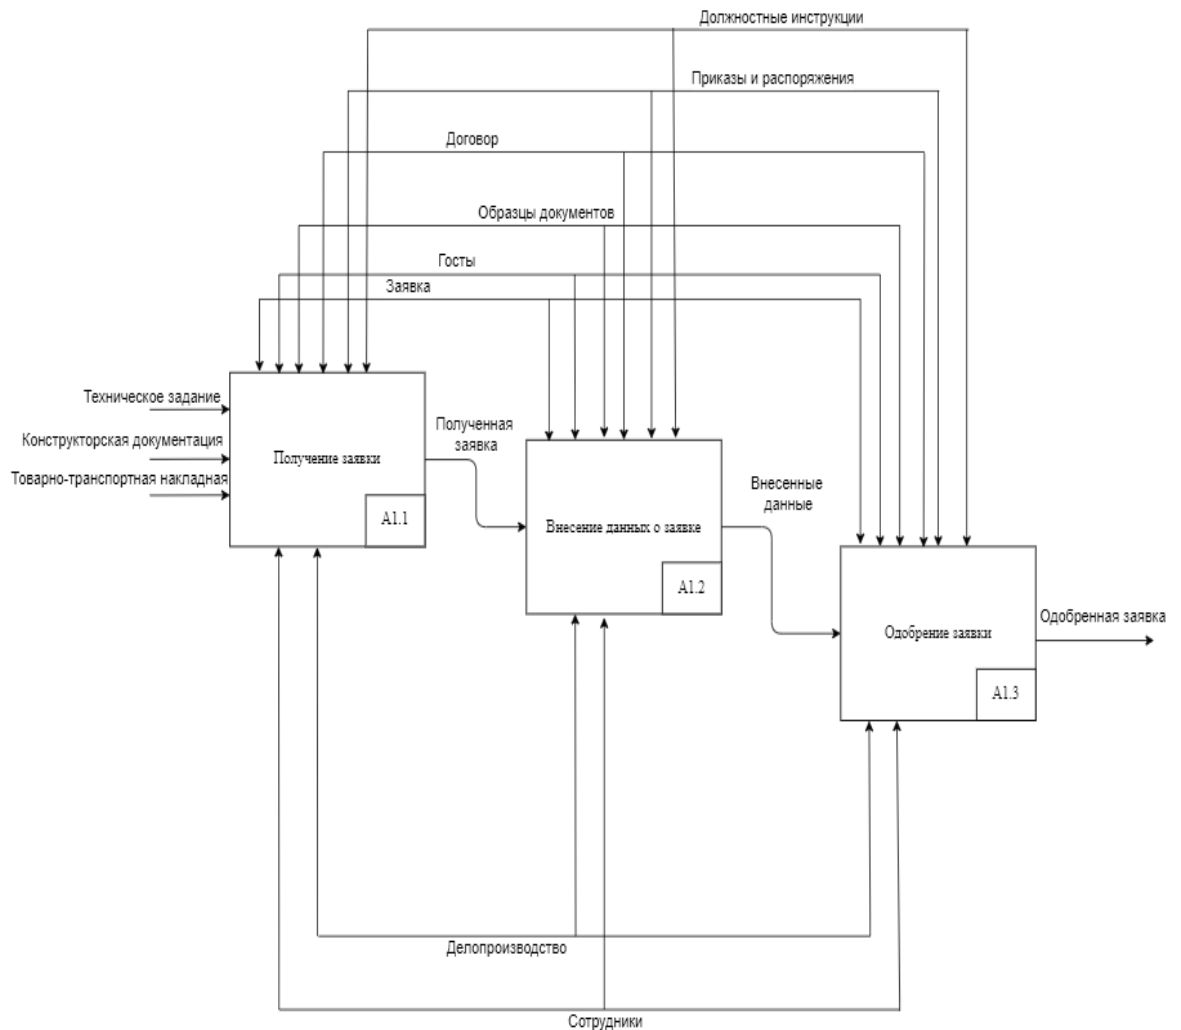 Должностные инструкции
Приказы и распоряжения
Договор
Образцы документов
Госты
Заявка
Техническое задание
Конструкторская документация
Товарно-транспортная накладная
Получение заявки
A1.1
Полученная
заявка
Внесение данных о заявке
A1.2
Внесенные
данные
Одобрение заявки
A1.3
Одобренная заявка
Делопроизводство
Сотрудники